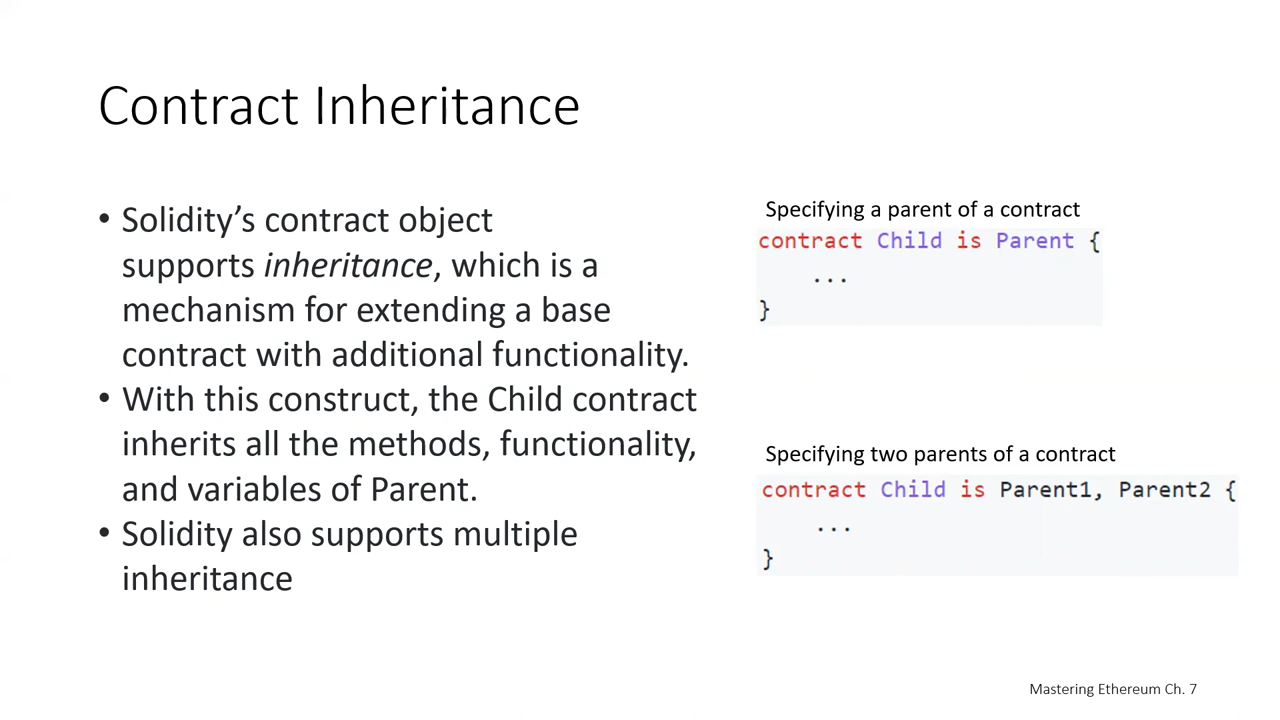 Contract Inheritance
• Solidity’s contract object
supports inheritance, which is a
mechanism for extending a base
contract with additional functionality.
• With this construct, the Child contract
inherits all the methods, functionality,
and variables of Parent.
• Solidity also supports multiple
inheritance
Specifying a parent of a contract
contract Child is Parent {
...
}
Specifying two parents of a contract
contract Child is Parent1, Parent2 {
...
}
Mastering Ethereum Ch. 7